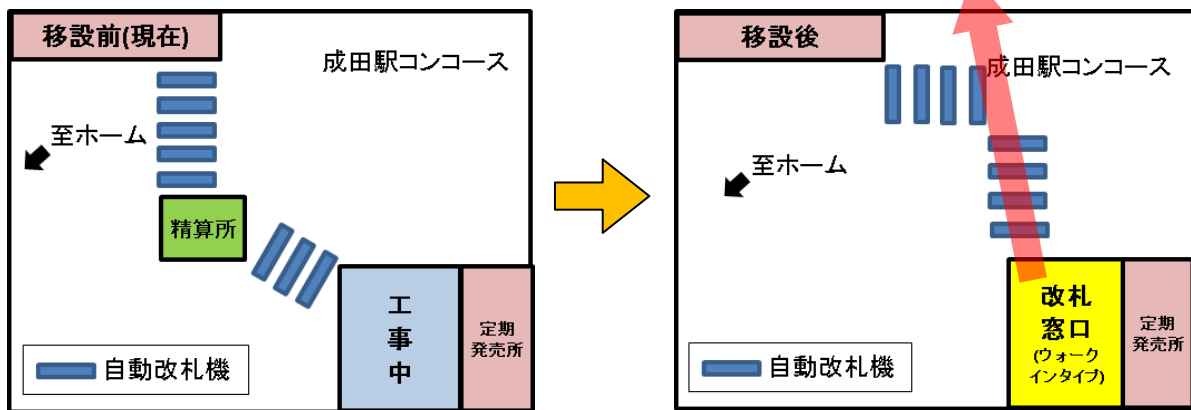 移設前(現在)
成田駅コンコース
至ホーム
精算所
工
事
中
定期
発売所
自動改札機
移設後
成田駅コンコース
至ホーム
改札
窓口
(ウォーク
インタイプ)
定期
発売所
自動改札機